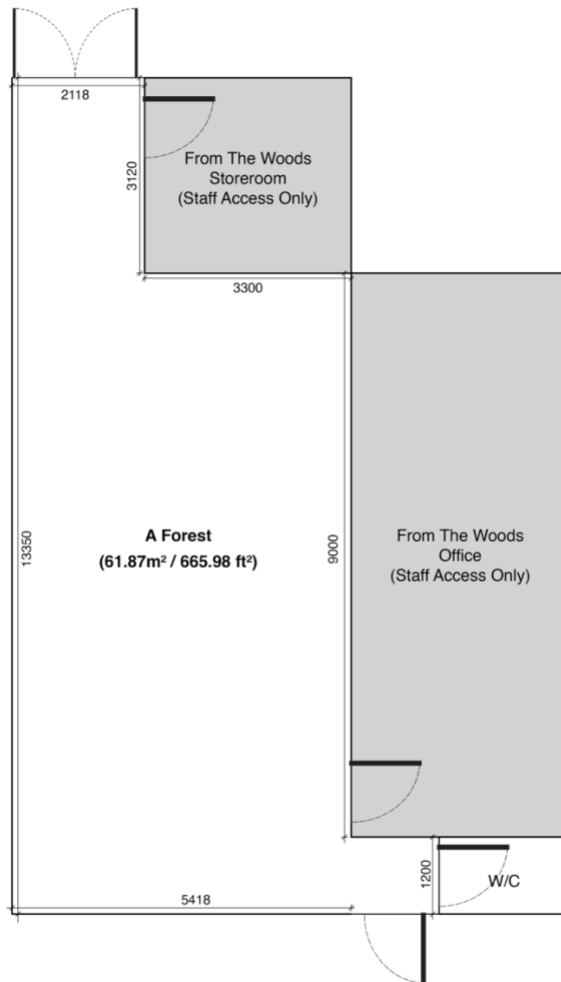 2118
3120
From The Woods
Storeroom
(Staff Access Only)
3300
13350
A Forest
(61.87m² / 665.98 ft²)
9000
From The Woods
Office
(Staff Access Only)
1200
W/C
5418